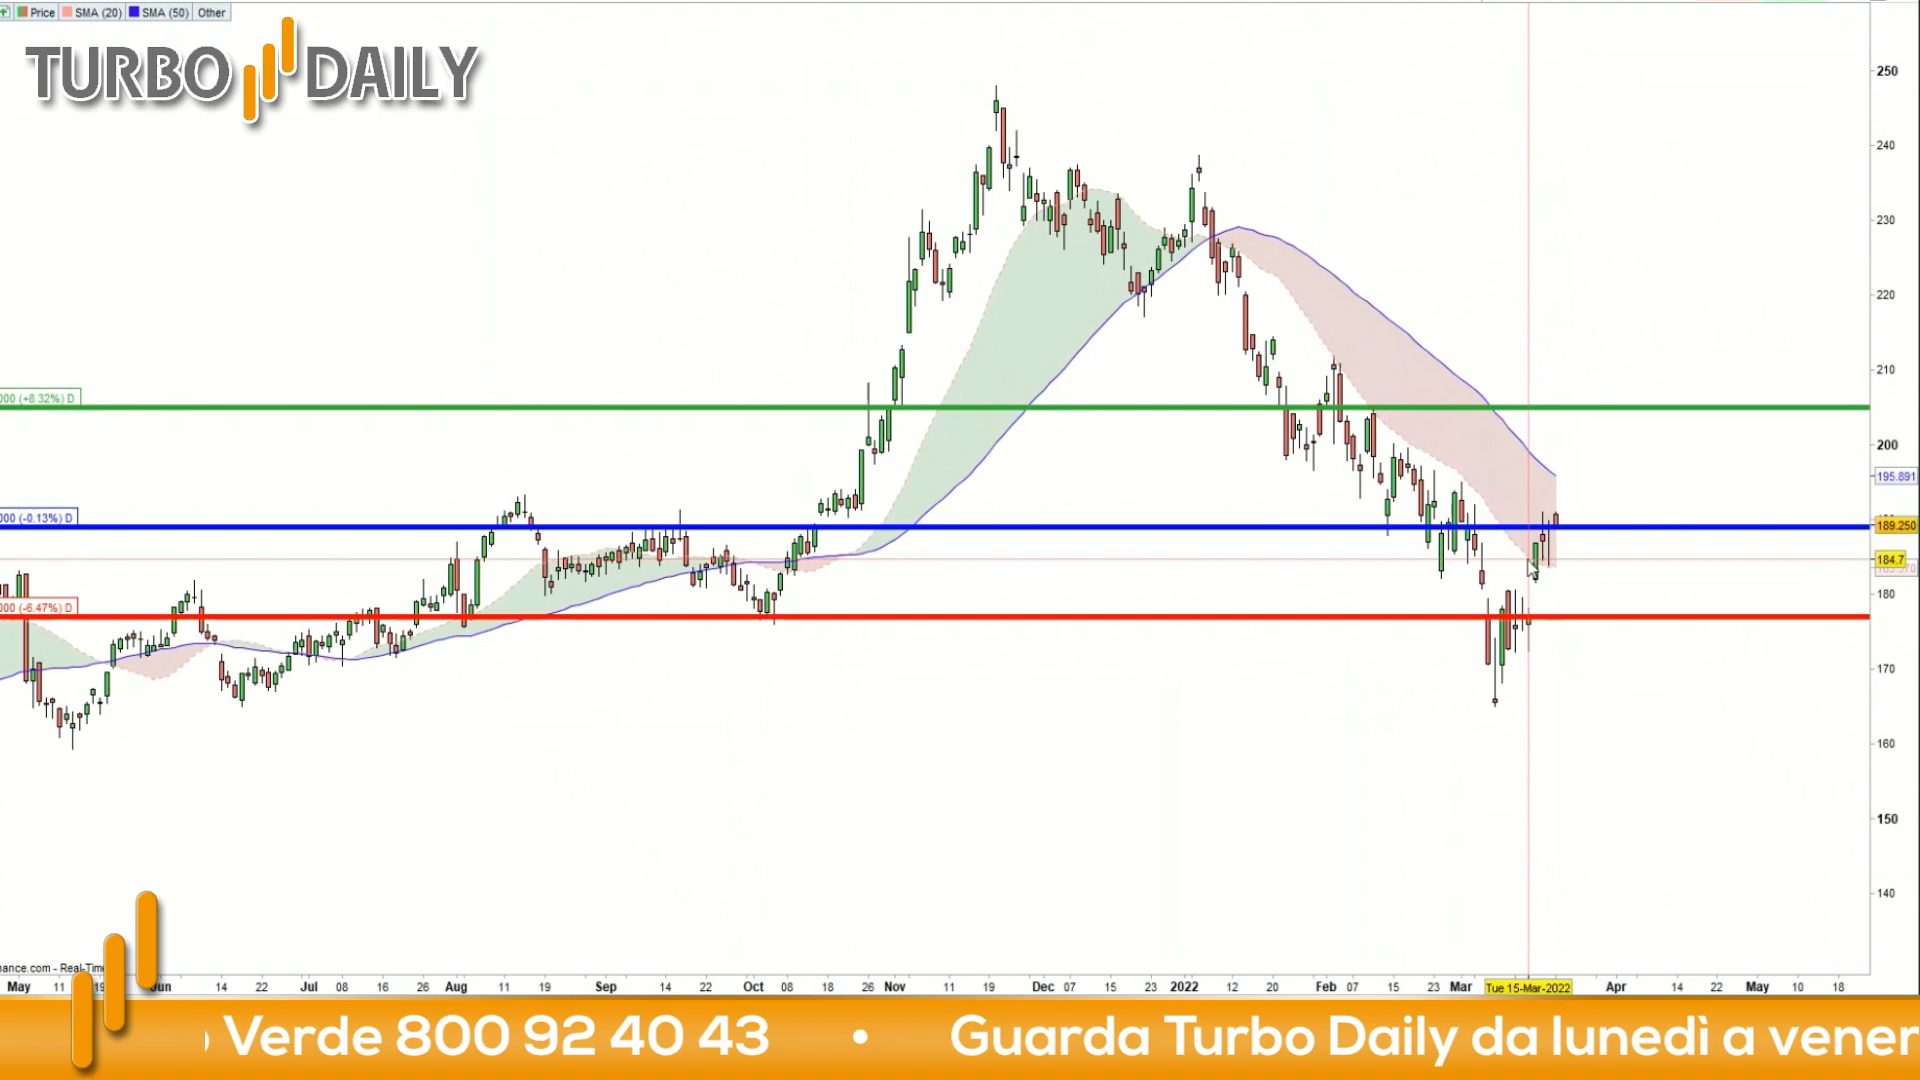 Price SMA (20) SMA (50) Other
TURBO DAILY
250
240
230
220
210
000 (+8.32%) D
200
195.891
000 (-0.13%) D
189.250
184.7
180
000 (-6.47%) D
170
160
150
140
nance.com - Real-Time
May 11 19 Jun 14 22 Jul 08 16 26 Aug 11 19 Sep 14 22 Oct 08 18 26 Nov 11 19 Dec 07 15 23 2022 12 20 Feb 07 15 23 Mar Tue 15-Mar-2022 Apr 14 22 May 10 18
Verde 800 92 40 43 • Guarda Turbo Daily da lunedì a vener